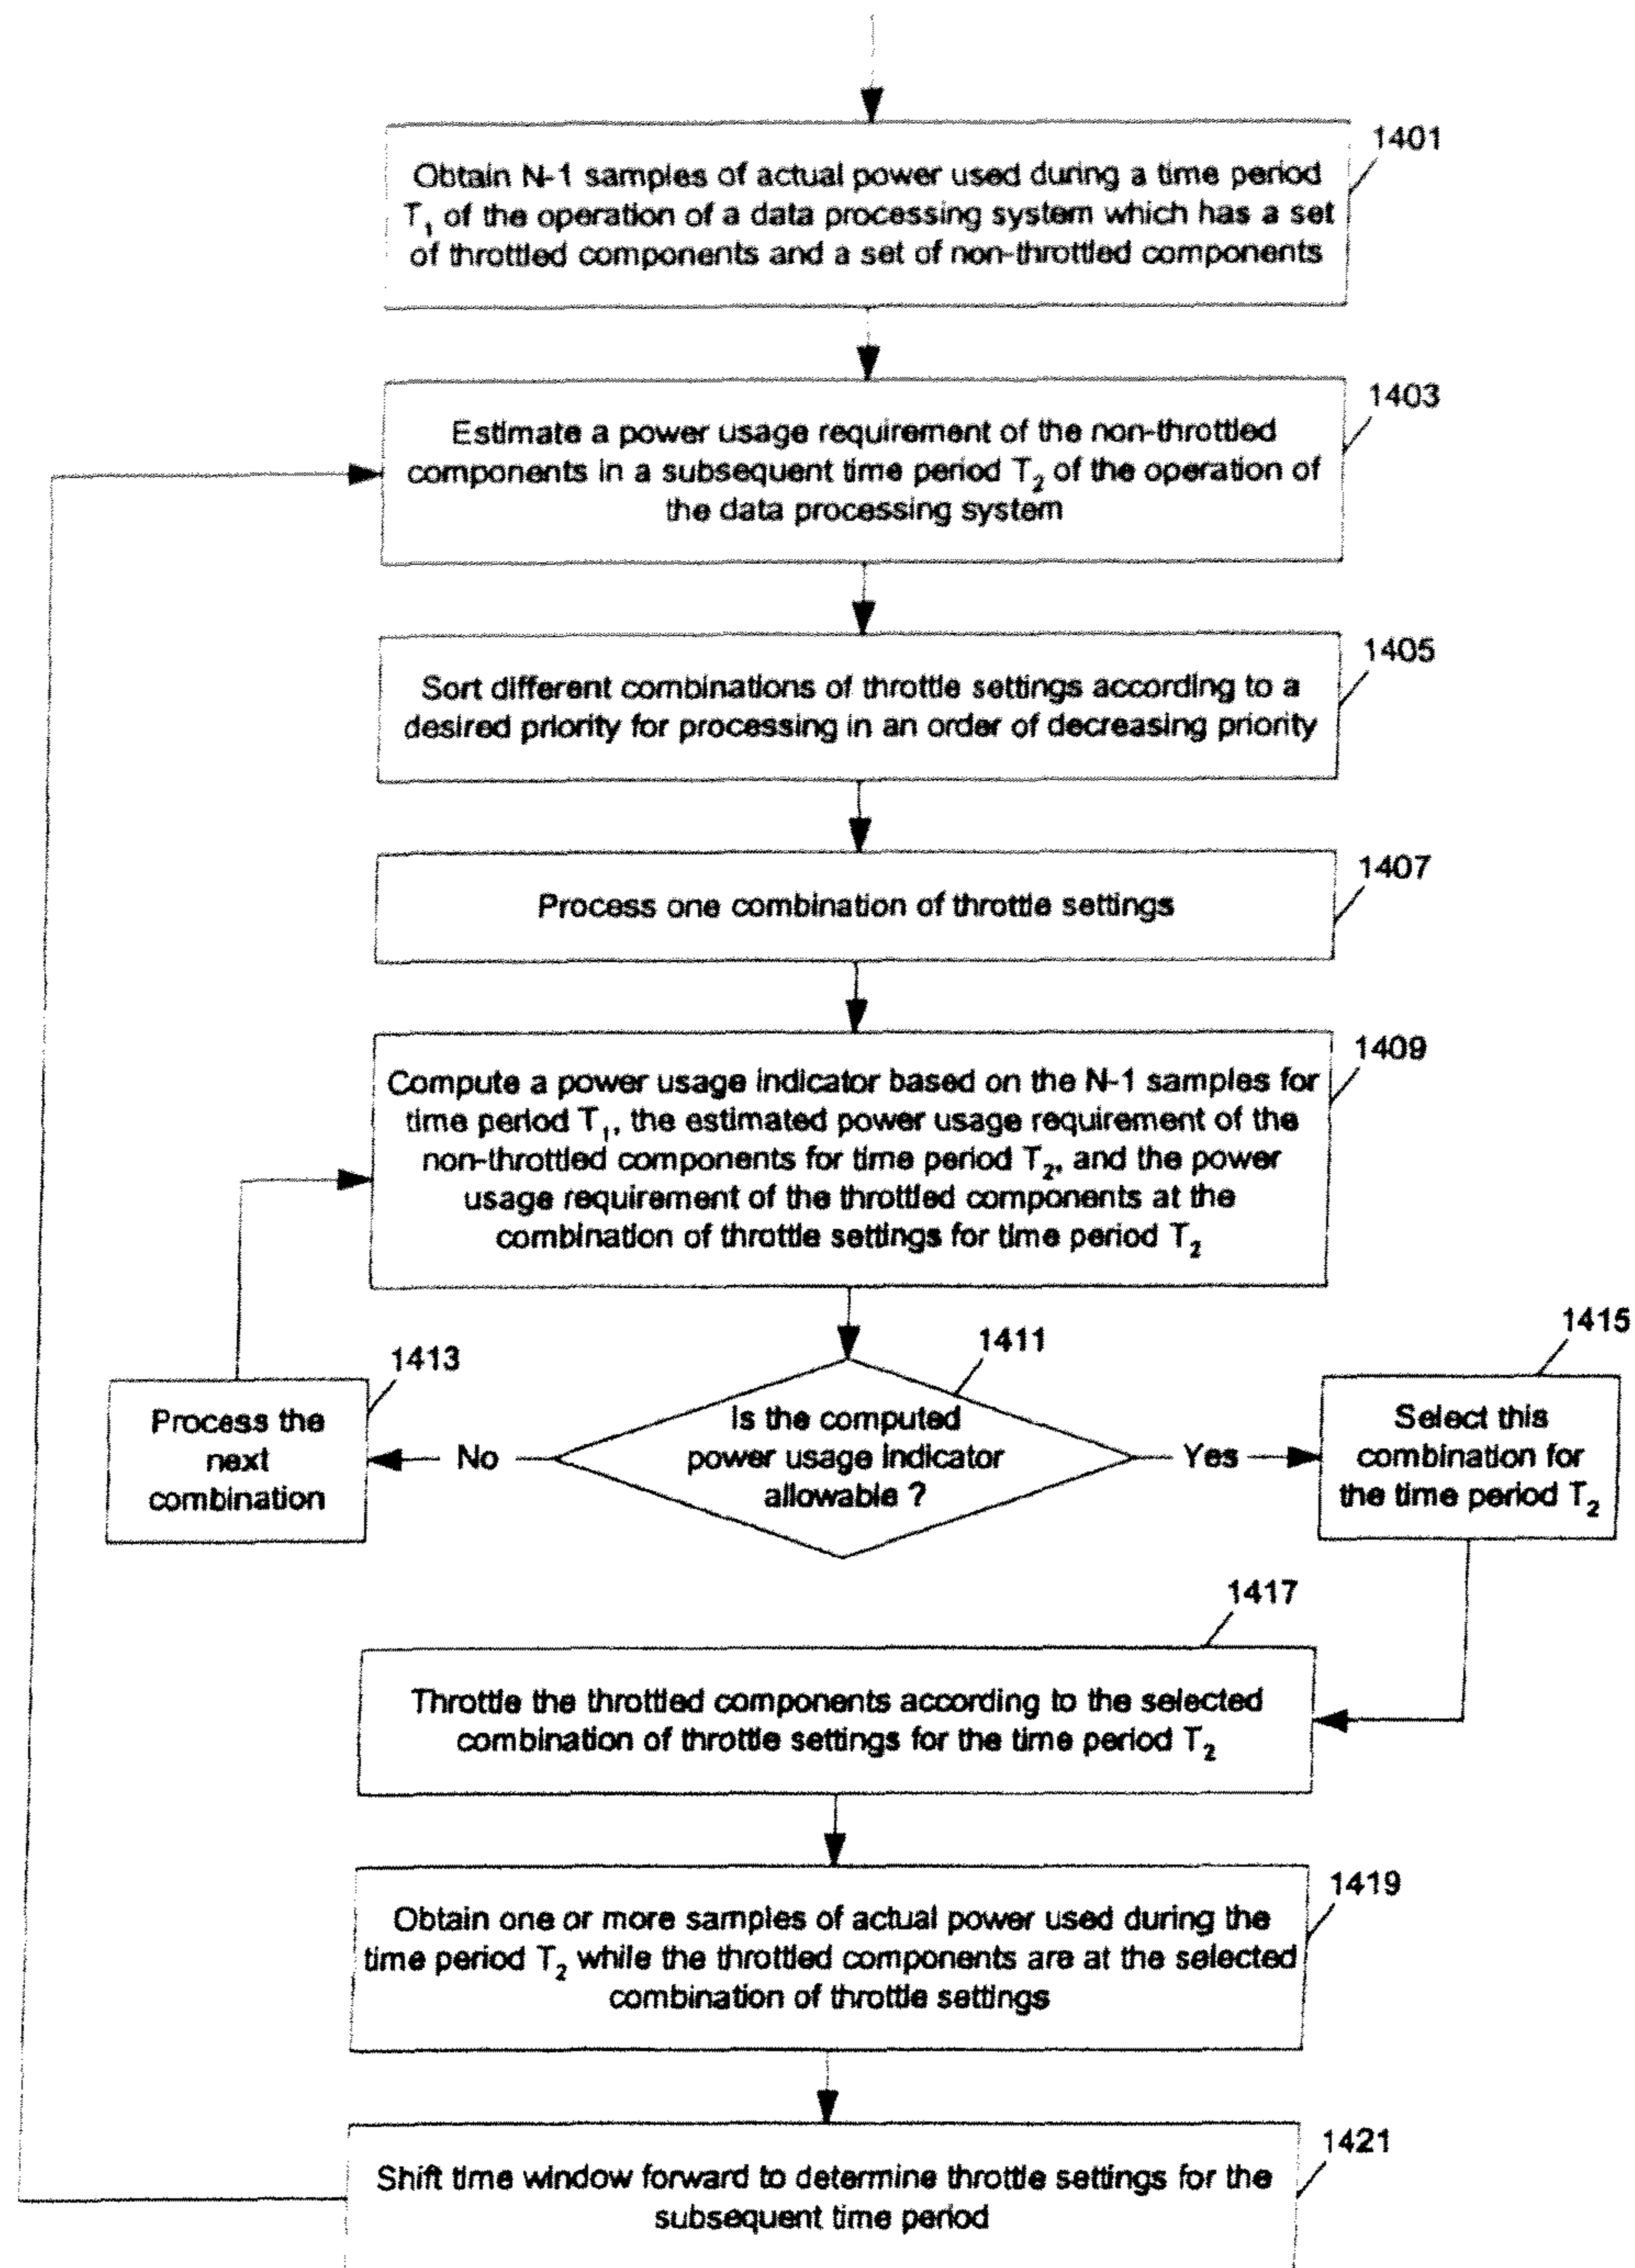 1401
Obtain N-1 samples of actual power used during a time period
T1 of the operation of a data processing system which has a set
of throttled components and a set of non-throttled components
1403
Estimate a power usage requirement of the non-throttled
components in a subsequent time period T2 of the operation of
the data processing system
1405
Sort different combinations of throttle settings according to a
desired priority for processing in an order of decreasing priority
1407
Process one combination of throttle settings
1409
Compute a power usage indicator based on the N-1 samples for
time period T1, the estimated power usage requirement of the
non-throttled components for time period T2, and the power
usage requirement of the throttled components at the
combination of throttle settings for time period T2
1411
Is the computed
power usage indicator
allowable ?
No
1413
Process the
next
combination
Yes
1415
Select this
combination for
the time period T2
1417
Throttle the throttled components according to the selected
combination of throttle settings for the time period T2
1419
Obtain one or more samples of actual power used during the
time period T2 while the throttled components are at the selected
combination of throttle settings
1421
Shift time window forward to determine throttle settings for the
subsequent time period